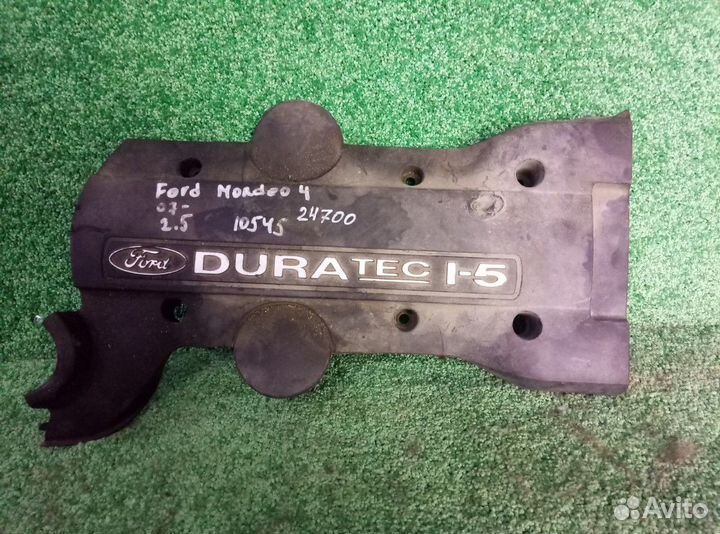 Ford Mondeo 4
07- 24700
2.5 10545
Ford DURATEC I-5
Avito